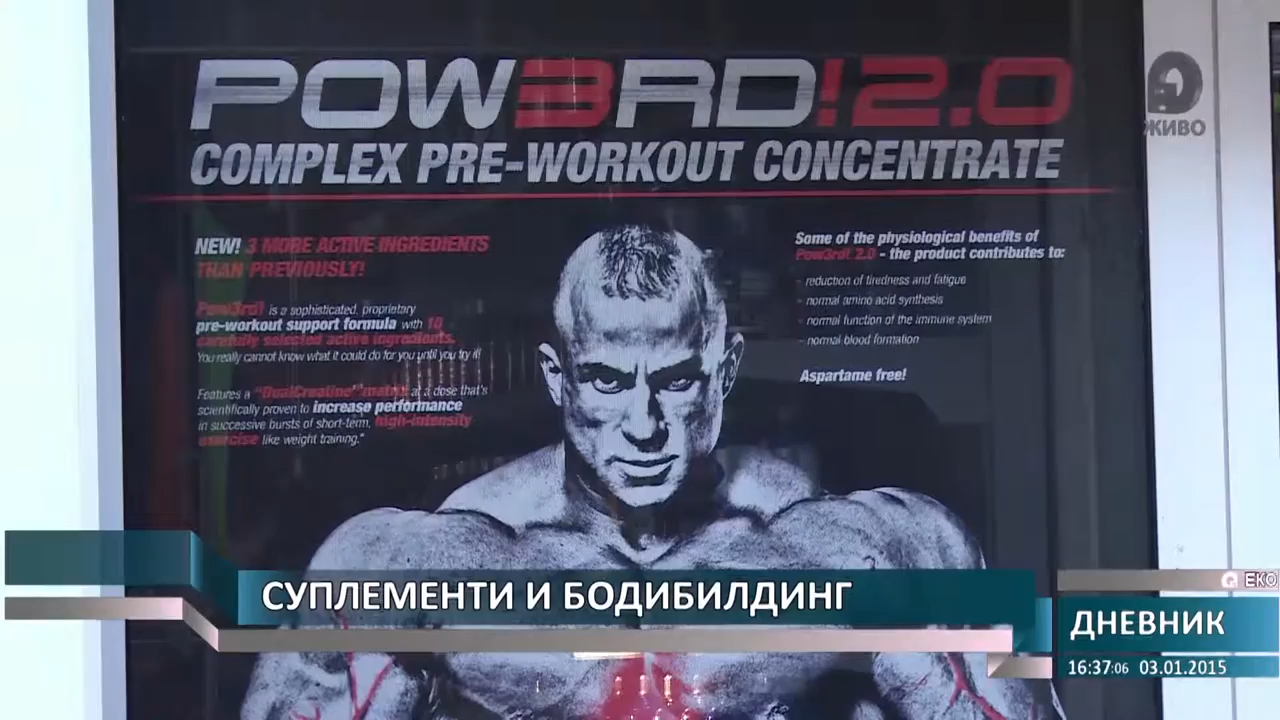 POW3RD!2.0
COMPLEX PRE-WORKOUT CONCENTRATE
ЖИВО
NEW! 3 MORE ACTIVE INGREDIENTS
THAN PREVIOUSLY!
Pow3rd! is a sophisticated, proprietary
pre-workout support formula with 10
carefully selected active ingredients.
You really cannot know what it could do for you until you try it!
Features a "DualCreatine" matrix at a dose that's
scientifically proven to increase performance
in successive bursts of short-term, high-intensity
exercise like weight training."
Some of the physiological benefits of
Pow3rd! 2.0 - the product contributes to:
- reduction of tiredness and fatigue
- normal amino acid synthesis
- normal function of the immune system
- normal blood formation
Aspartame free!
СУПЛЕМЕНТИ И БОДИБИЛДИНГ
ЕКО
ДНЕВНИК
16:37:06 03.01.2015